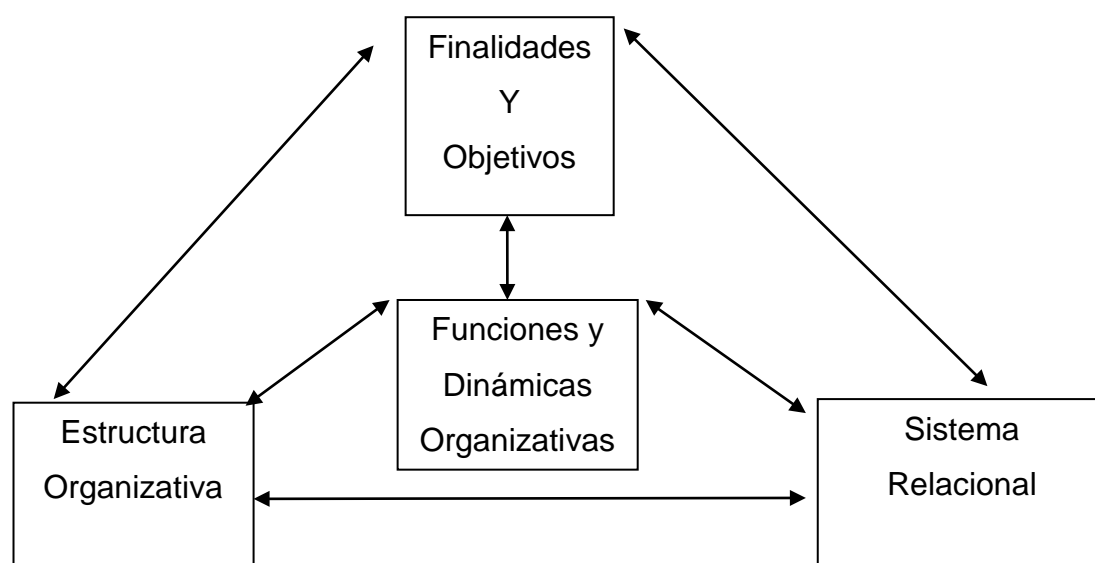 Finalidades
Y
Objetivos
Funciones y
Dinámicas
Organizativas
Estructura
Organizativa
Sistema
Relacional